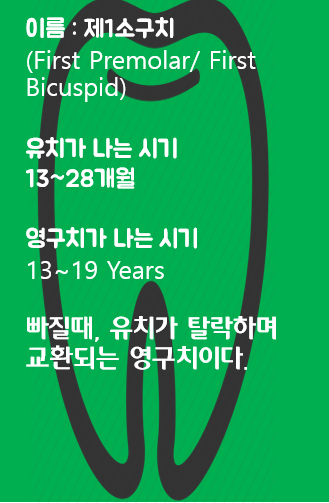 이름 : 제1소구치
(First Premolar/ First
Bicuspid)
유치가 나는 시기
13~28개월
영구치가 나는 시기
13~19 Years
빠질때, 유치가 탈락하며
교환되는 영구치이다.